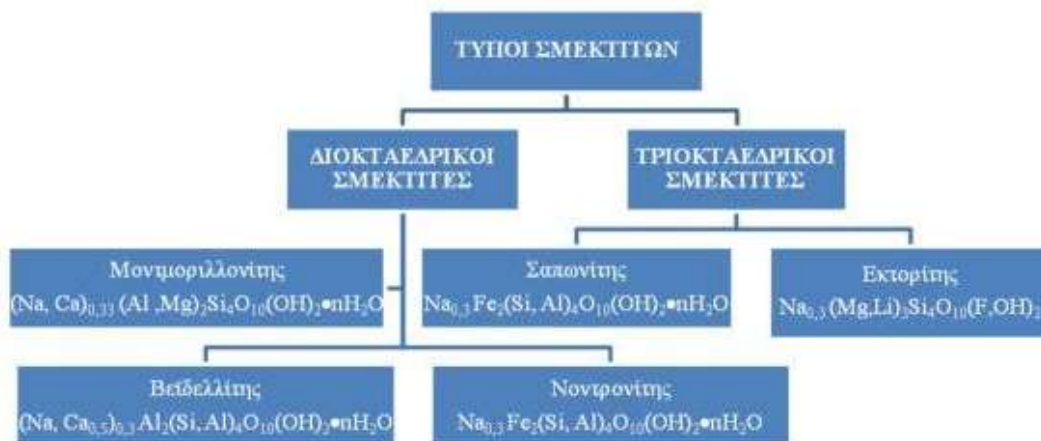 ΤΥΠΟΙ ΣΜΕΚΤΙΤΩΝ
ΔΙΟΚΤΑΕΔΡΙΚΟΙ
ΣΜΕΚΤΙΤΕΣ
ΤΡΙΟΚΤΑΕΔΡΙΚΟΙ
ΣΜΕΚΤΙΤΕΣ
Μοντμοριλλονίτης
(Na, Ca)₀,₃₃ (Al ,Mg)₂Si₄O₁₀(OH)₂•nH₂O
Σαπωνίτης
Na₀,₃ Fe₂(Si, Al)₄O₁₀(OH)₂•nH₂O
Εκτορίτης
Na₀,₃ (Mg,Li)₃Si₄O₁₀(F,OH)₂
Βεϊδελλίτης
(Na, Ca₀,₅)₀,₃ Al₂(Si, Al)₄O₁₀(OH)₂•nH₂O
Νοντρονίτης
Na₀,₃ Fe₂(Si, Al)₄O₁₀(OH)₂•nH₂O